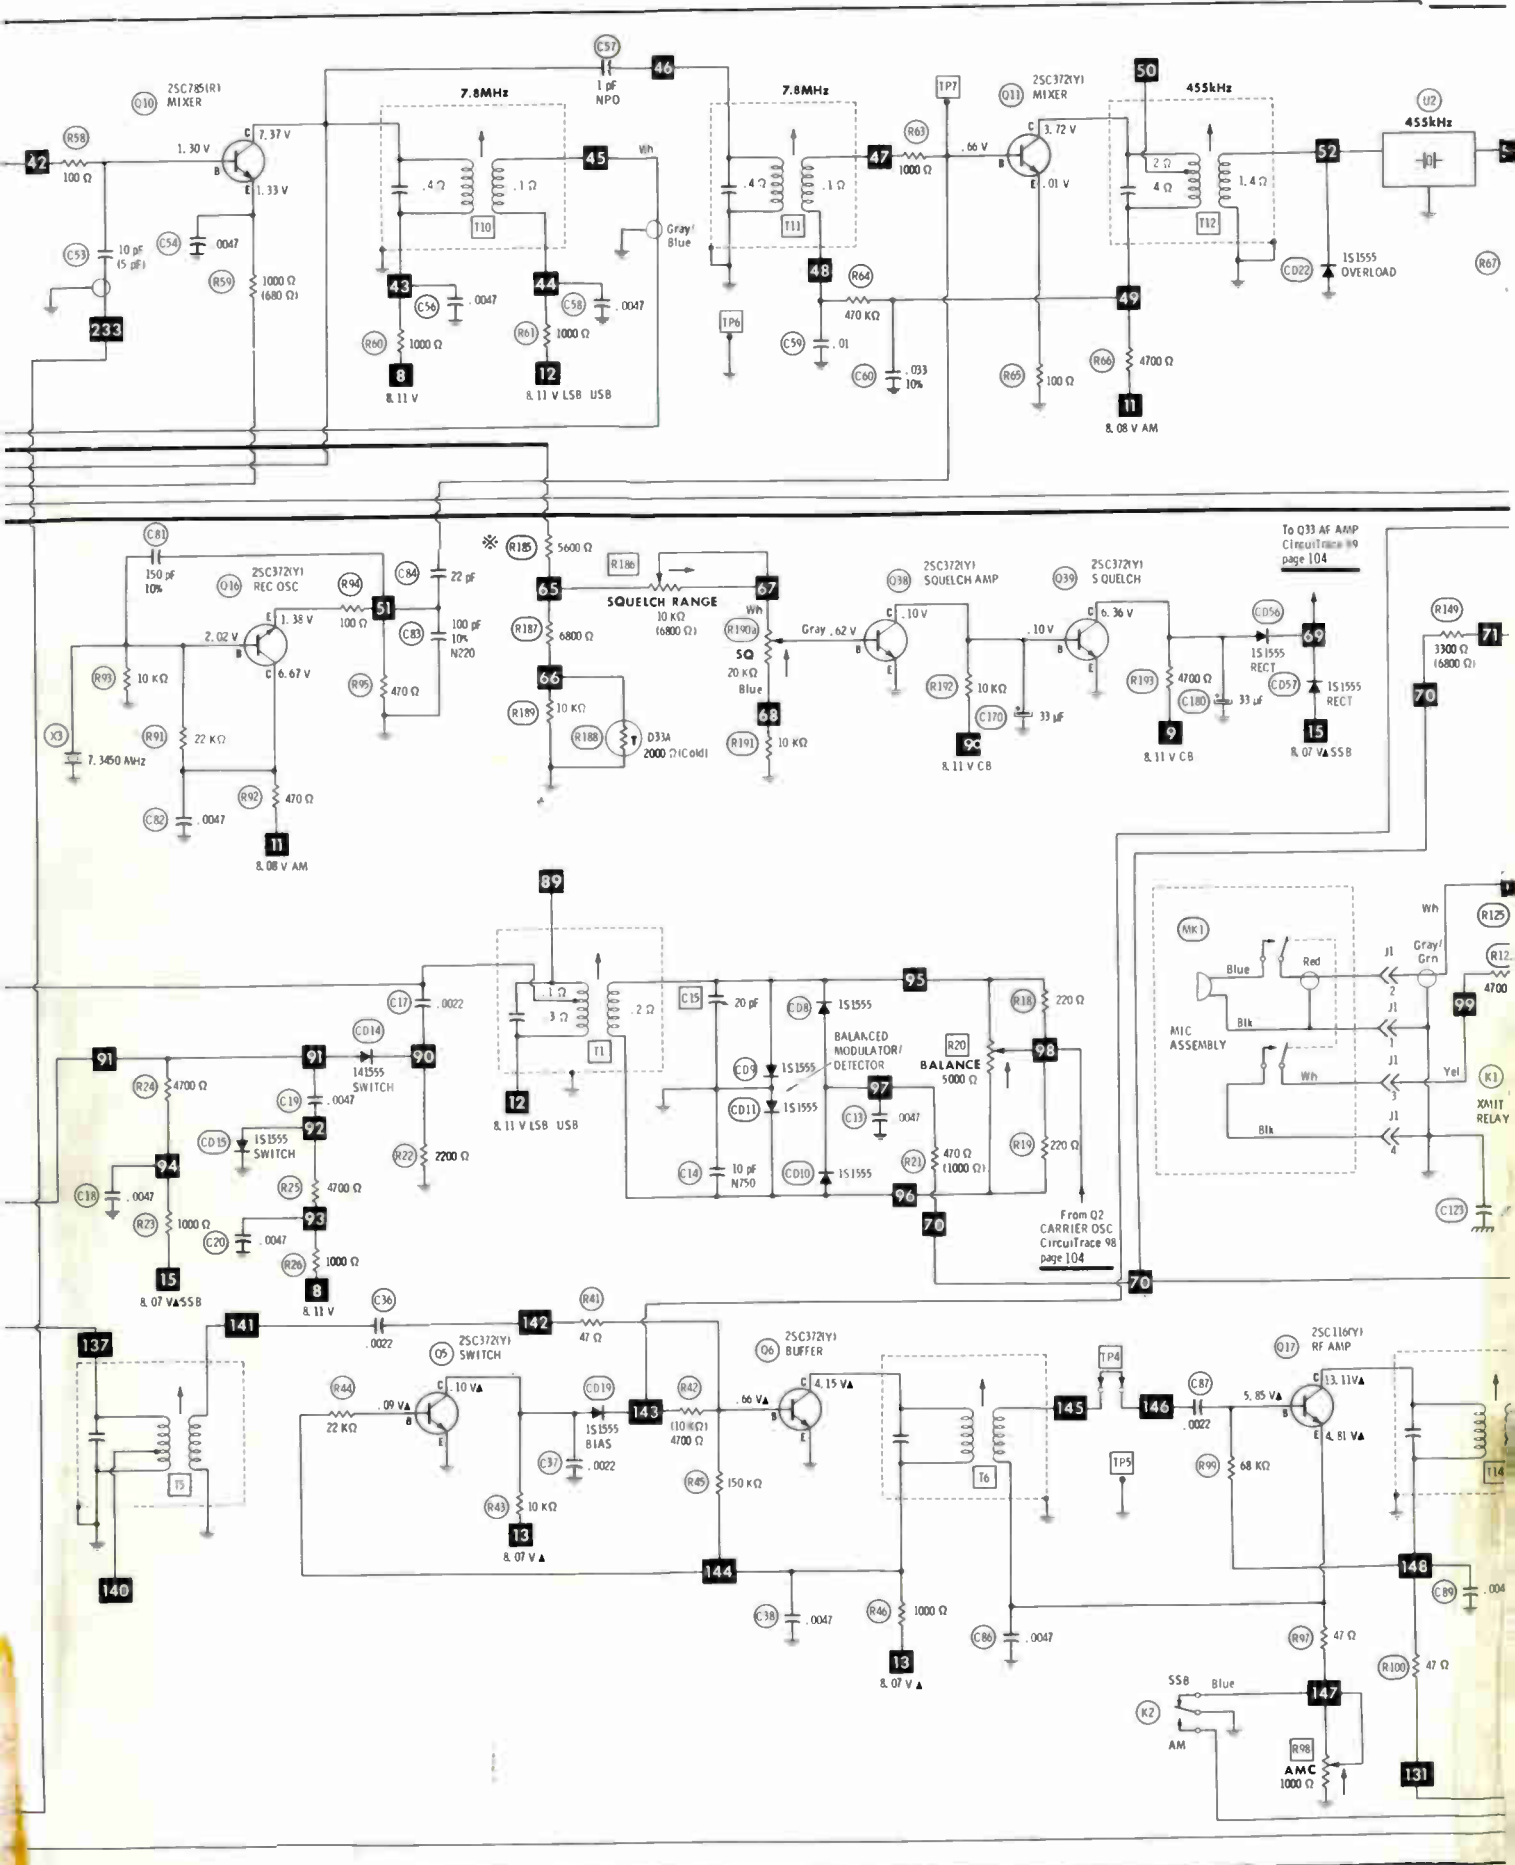 C57
1 pF
NPO
46
50
2SC785(R)
Q10 MIXER
7.8MHz
7.8MHz
TP7
2SC372(Y)
Q11 MIXER
455kHz
U2
455kHz
R58
42
100 Ω
1.30 V
B
C 7.37 V
E 1.33 V
.4Ω
.1Ω
T10
45
Wh
Gray/
Blue
.4Ω
.1Ω
T11
47
R63
1000 Ω
.66 V
B
C 3.72 V
E .01 V
2 Ω
4 Ω
1.4 Ω
T12
52
CD22
1S1555
OVERLOAD
R67
C53
10 pF
(5 pF)
C54
.0047
R59
1000 Ω
(680 Ω)
233
43
C56
.0047
44
C58
.0047
R60
1000 Ω
8
8.11 V
R61
1000 Ω
12
8.11 V LSB USB
TP6
48
R64
470 KΩ
C59
.01
C60
.033
10%
49
R65
100 Ω
R66
4700 Ω
11
8.08 V AM
C81
150 pF
10%
2SC372(Y)
Q16 REC OSC
R94
100 Ω
51
C84
22 pF
C83
100 pF
10%
N220
2.02 V
B
E 1.38 V
C 6.67 V
R93
10 KΩ
R95
470 Ω
X3
7.3450 MHz
R91
22 KΩ
C82
.0047
R92
470 Ω
11
8.08 V AM
※
R185
5600 Ω
65
R186
SQUELCH RANGE
10 KΩ
(6800 Ω)
67
Wh
R187
6800 Ω
66
R189
10 KΩ
R188
T
D33A
2000 Ω(Cold)
R190a
SQ
20 KΩ
Blue
68
R191
10 KΩ
2SC372(Y)
Q38 SQUELCH AMP
Gray .62 V
B
C .10 V
E
R192
10 KΩ
9
8.11 V CB
C170
33 µF
2SC372(Y)
Q39 SQUELCH
.10 V
B
C 6.36 V
E
R193
4700 Ω
9
8.11 V CB
C180
33 µF
To Q33 AF AMP
CircuiTrace 69
page 104
CD56
1S1555
RECT
69
CD57
1S1555
RECT
15
8.07 V▲SSB
R149
3300 Ω
(6800 Ω)
71
70
89
C17
.0022
.1 Ω
3 Ω
.2 Ω
T1
12
8.11 V LSB USB
C15
20 pF
CD8
1S1555
95
R18
220 Ω
BALANCED
MODULATOR/
DETECTOR
CD9
1S1555
CD11
1S1555
97
C13
.0047
R20
BALANCE
5000 Ω
98
C14
10 pF
N750
CD10
1S1555
R21
470 Ω
(1000 Ω)
R19
220 Ω
96
70
From Q2
CARRIER OSC
CircuiTrace 98
page 104
MK1
MIC
ASSEMBLY
Blue
Red
Blk
Wh
Blk
J1
2
J1
1
J1
3
J1
4
Gray/
Grn
Wh
Yel
R125
4700
99
K1
XMIT
RELAY
C123
91
R24
4700 Ω
91
CD14
141555
SWITCH
90
C19
.0047
92
CD15
1S1555
SWITCH
R22
2200 Ω
94
C18
.0047
R25
4700 Ω
R23
1000 Ω
93
C20
.0047
R26
1000 Ω
15
8.07 V▲SSB
8
8.11 V
70
137
141
C36
.0022
142
R41
47 Ω
T5
140
2SC372(Y)
Q5 SWITCH
R44
22 KΩ
.09 V▲
B
C .10 V▲
E
CD19
1S1555
BIAS
143
C37
.0022
R43
10 KΩ
13
8.07 V▲
R42
(10 KΩ)
4700 Ω
R45
150 KΩ
144
2SC372(Y)
Q6 BUFFER
.66 V▲
B
C 4.15 V▲
E
T6
C38
.0047
R46
1000 Ω
13
8.07 V▲
C86
.0047
145
TP4
146
TP5
C87
.0022
2SC116(Y)
Q17 RF AMP
5.85 V▲
B
C 13.11V▲
E 4.81 V▲
R99
68 KΩ
T14
148
C89
R97
47 Ω
R100
47 Ω
SSB Blue
K2
AM
147
R98
AMC
1000 Ω
131